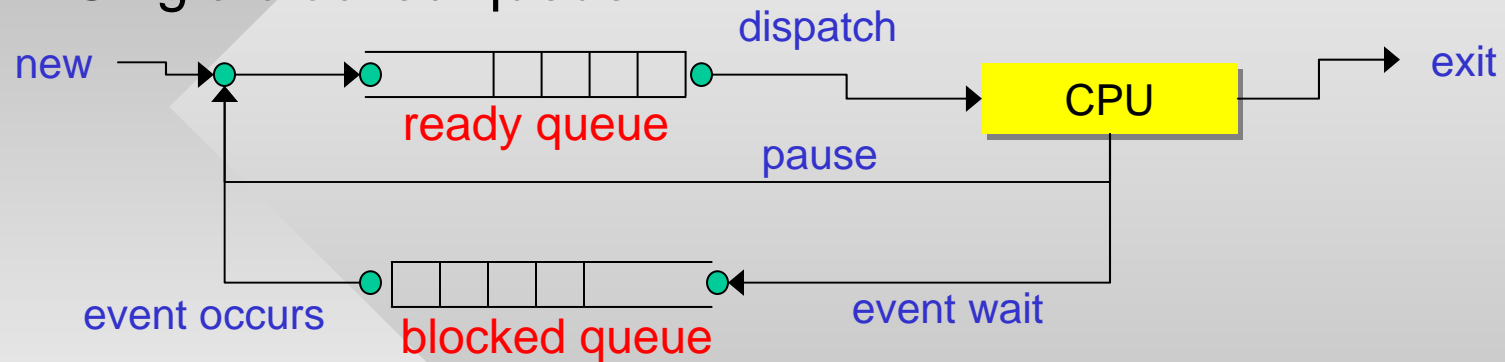 dispatch
new
exit
CPU
ready queue
pause
event occurs
event wait
blocked queue